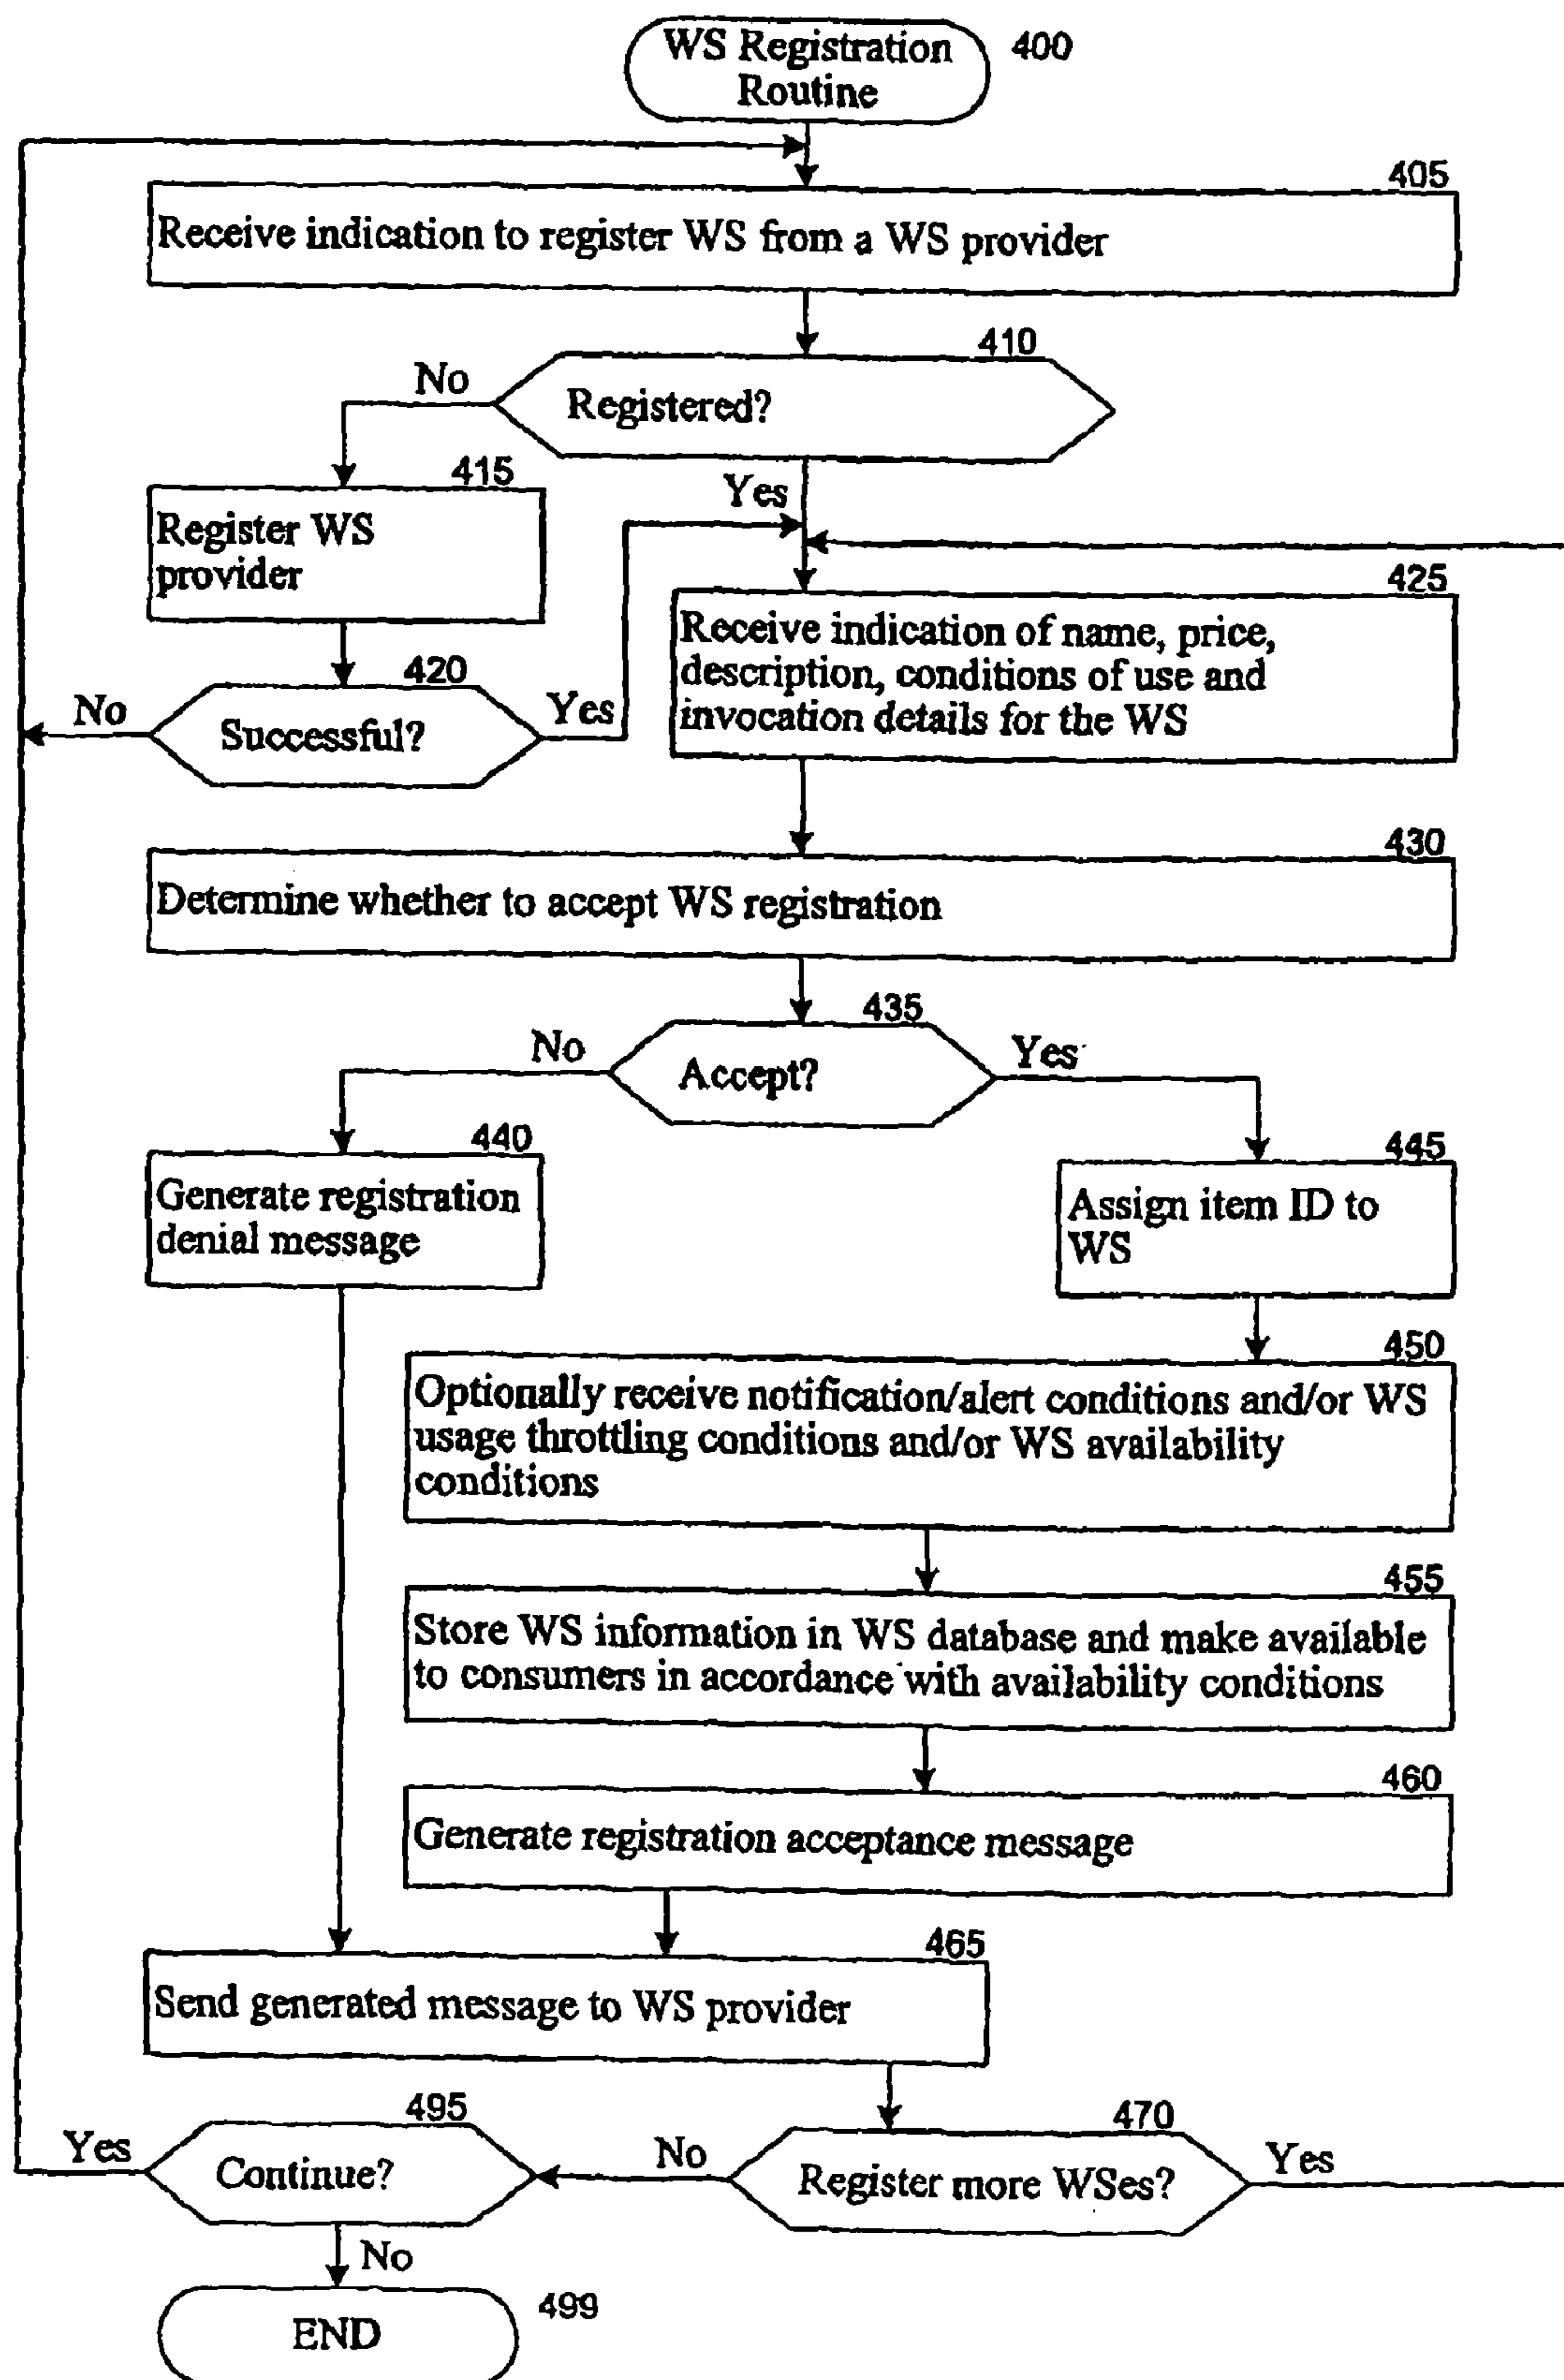 WS Registration
Routine
400
405
Receive indication to register WS from a WS provider
410
No
Registered?
415
Yes
Register WS
provider
425
Receive indication of name, price,
description, conditions of use and
invocation details for the WS
420
No
Successful?
Yes
430
Determine whether to accept WS registration
435
No
Accept?
Yes
440
Generate registration
denial message
445
Assign item ID to
WS
450
Optionally receive notification/alert conditions and/or WS
usage throttling conditions and/or WS availability
conditions
455
Store WS information in WS database and make available
to consumers in accordance with availability conditions
460
Generate registration acceptance message
465
Send generated message to WS provider
495
470
Yes
Continue?
No
Register more WSes?
Yes
No
END
499